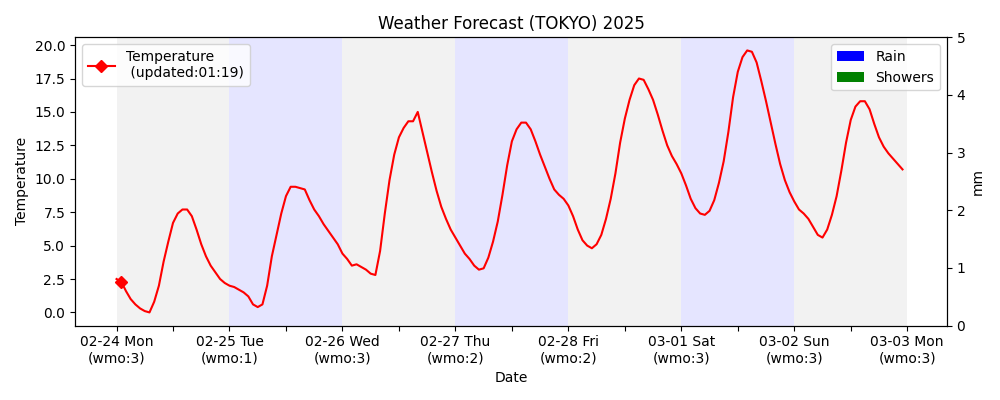 Weather Forecast (TOKYO) 2025
Temperature
(updated:01:19)
Rain
Showers
20.0
17.5
15.0
12.5
10.0
7.5
5.0
2.5
0.0
Temperature
5
4
3
2
1
0
mm
02-24 Mon
(wmo:3)
02-25 Tue
(wmo:1)
02-26 Wed
(wmo:3)
02-27 Thu
(wmo:2)
02-28 Fri
(wmo:2)
03-01 Sat
(wmo:3)
03-02 Sun
(wmo:3)
03-03 Mon
(wmo:3)
Date